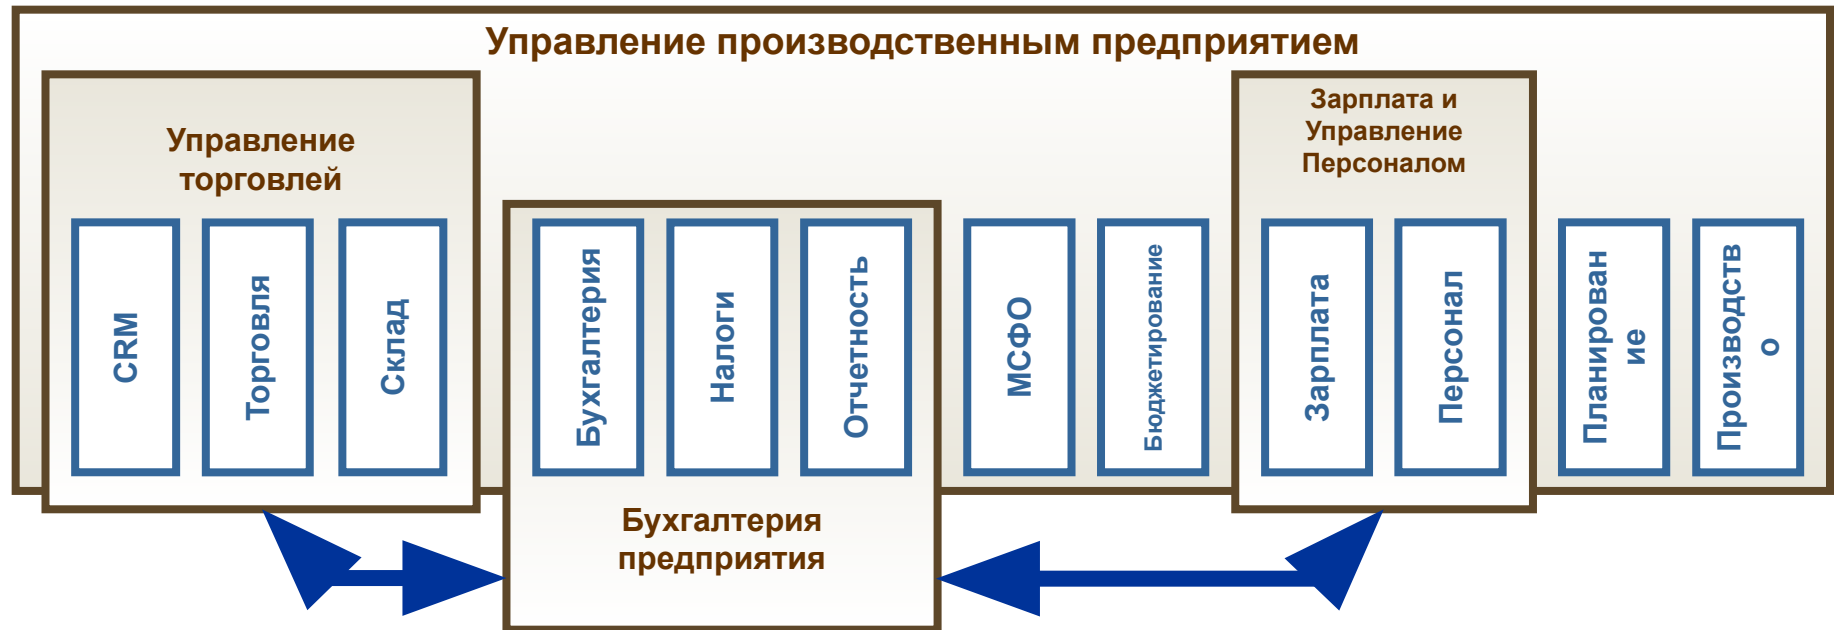 Управление производственным предприятием
Управление
торговлей
Зарплата и
Управление
Персоналом
CRM
Торговля
Склад
Бухгалтерия
Налоги
Отчетность
МСФО
Бюджетирование
Зарплата
Персонал
Планирован
ие
Производств
о
Бухгалтерия
предприятия